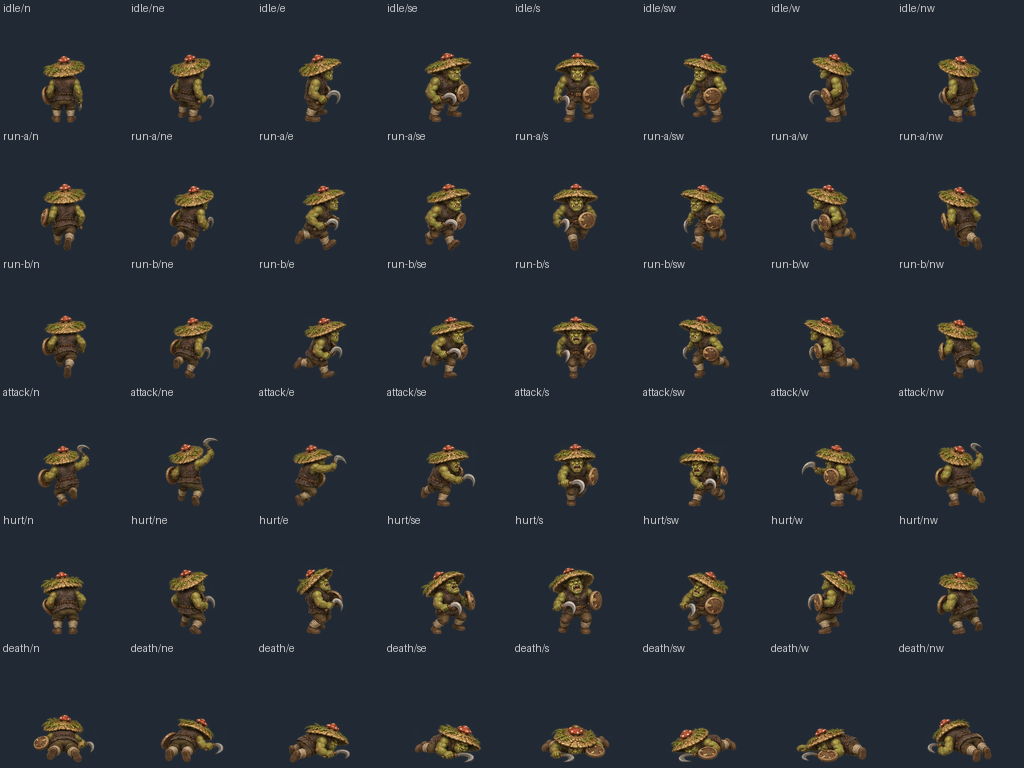 idle/n idle/ne idle/e idle/se idle/s idle/sw idle/w idle/nw
run-a/n run-a/ne run-a/e run-a/se run-a/s run-a/sw run-a/w run-a/nw
run-b/n run-b/ne run-b/e run-b/se run-b/s run-b/sw run-b/w run-b/nw
attack/n attack/ne attack/e attack/se attack/s attack/sw attack/w attack/nw
hurt/n hurt/ne hurt/e hurt/se hurt/s hurt/sw hurt/w hurt/nw
death/n death/ne death/e death/se death/s death/sw death/w death/nw